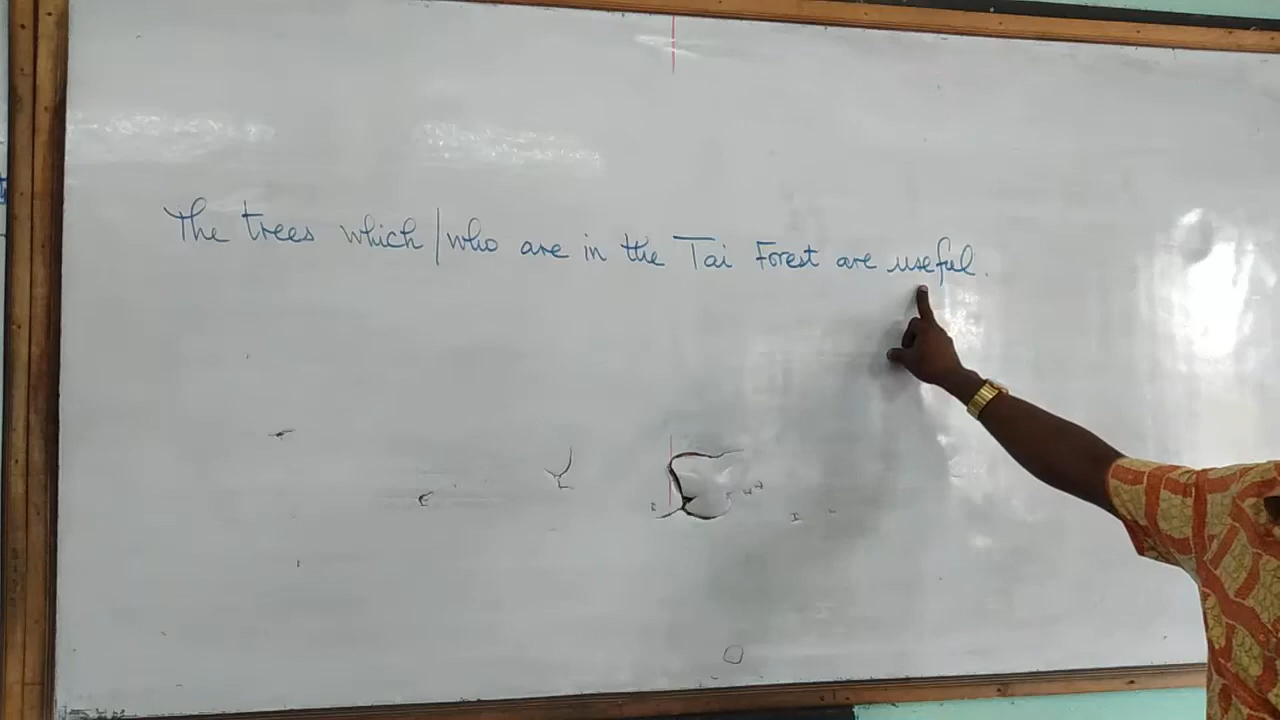 The trees which | who are in the Tai Forest are useful.